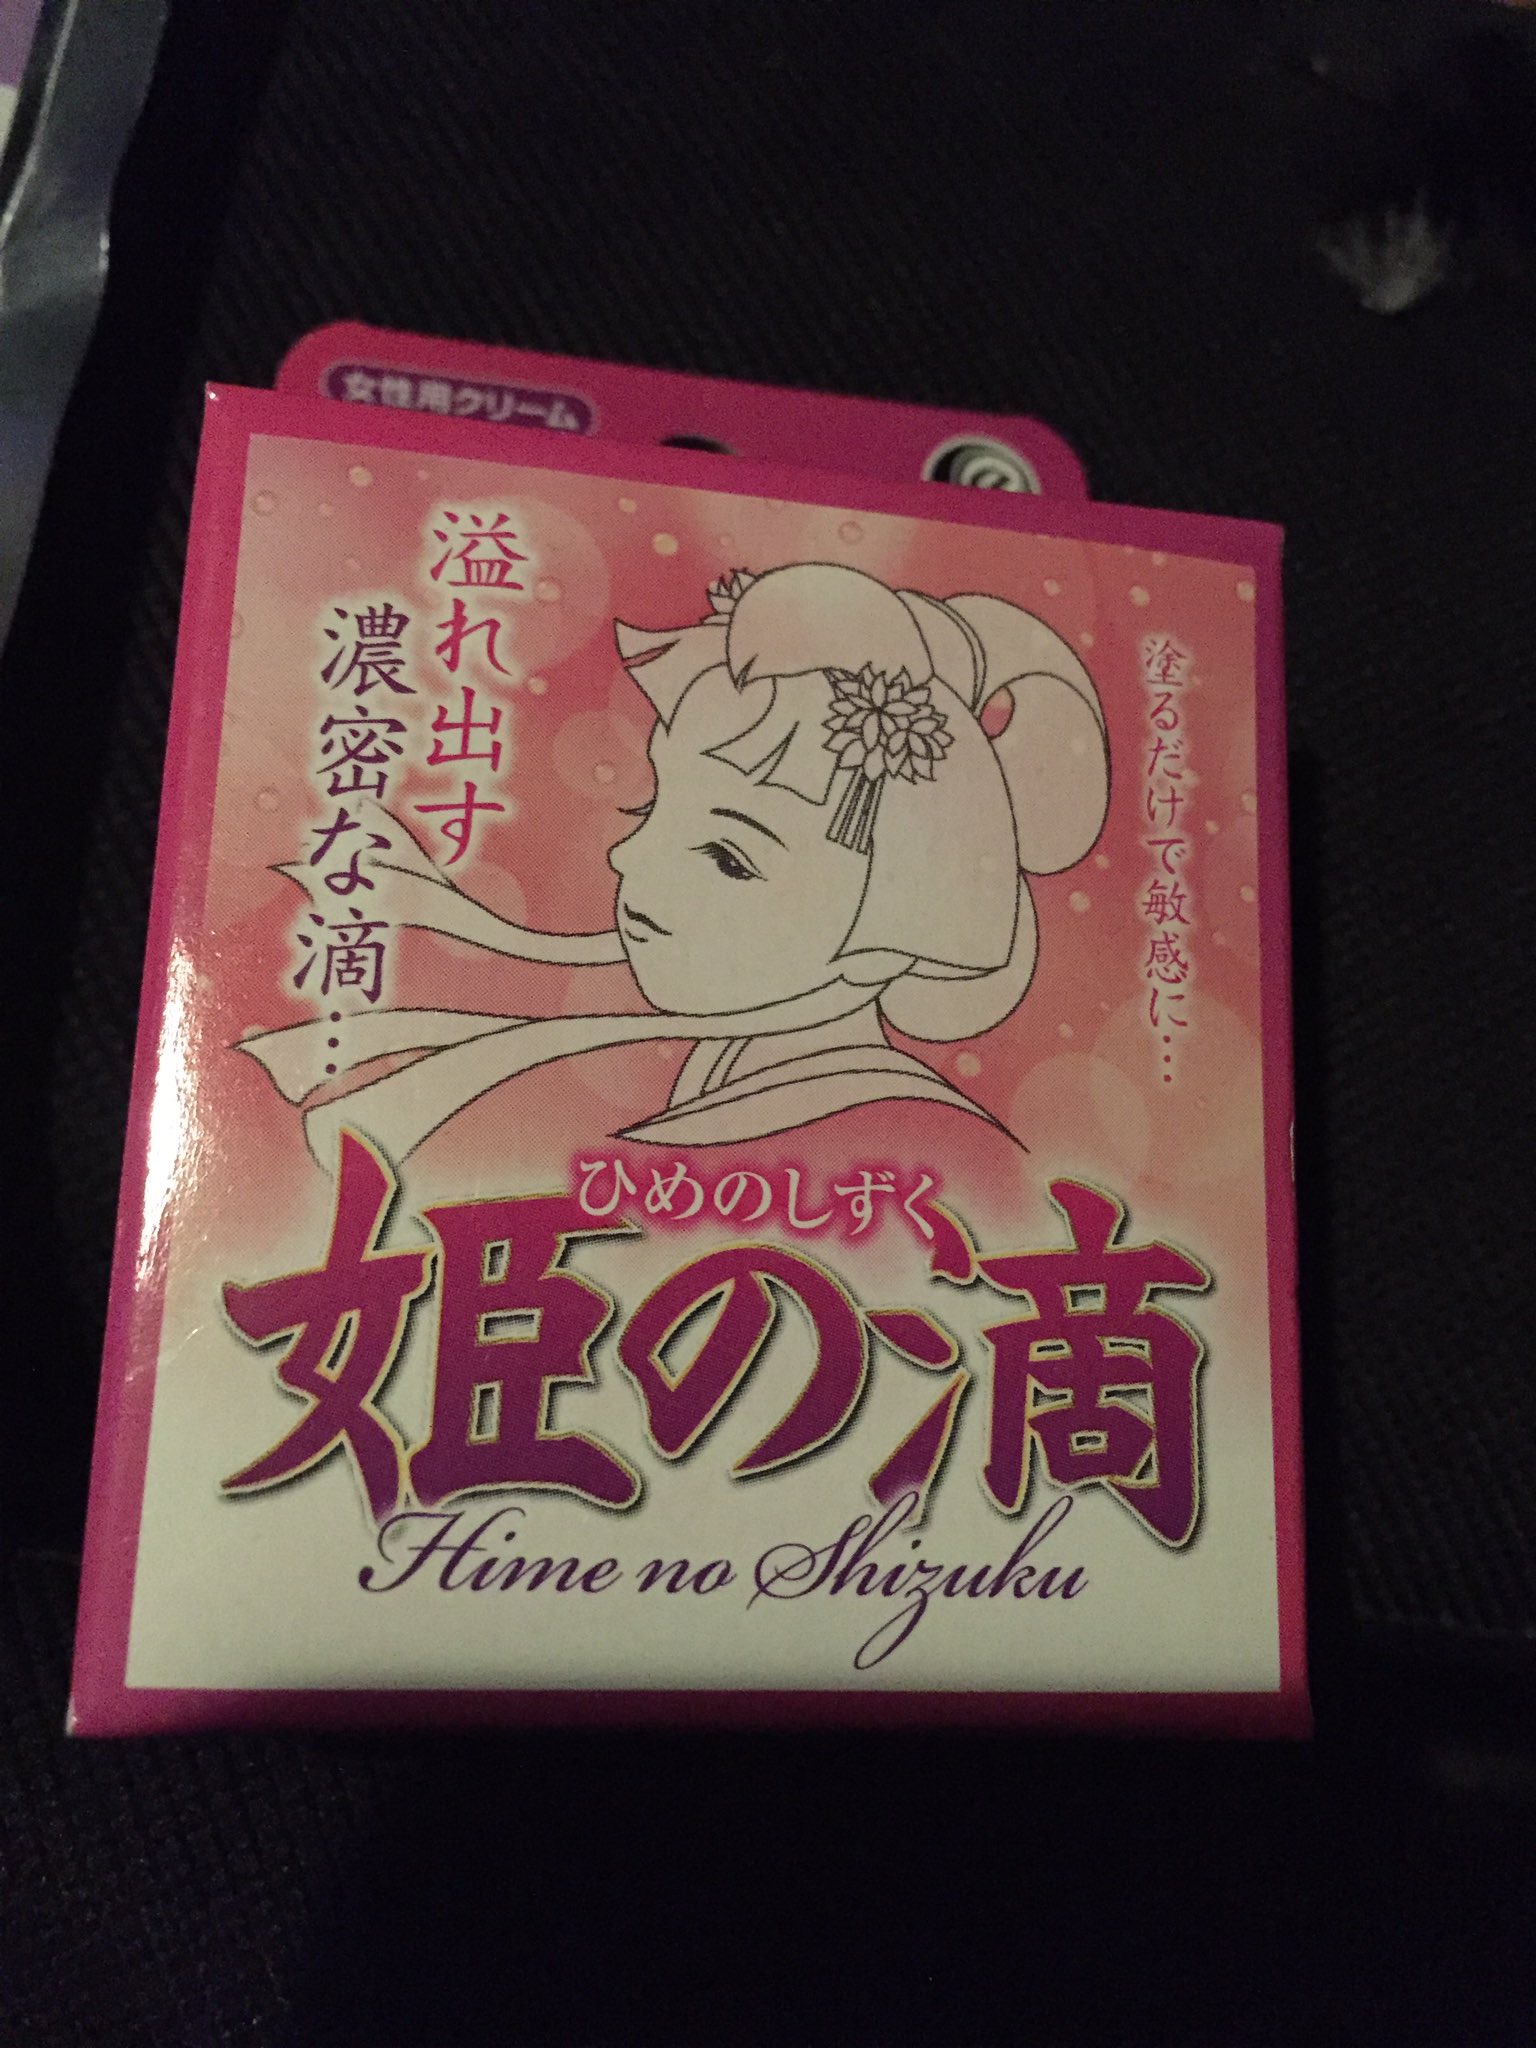 女性用クリーム
塗るだけで敏感に…
溢れ出す
濃密な滴…
ひめのしずく
姫の滴
Hime no Shizuku